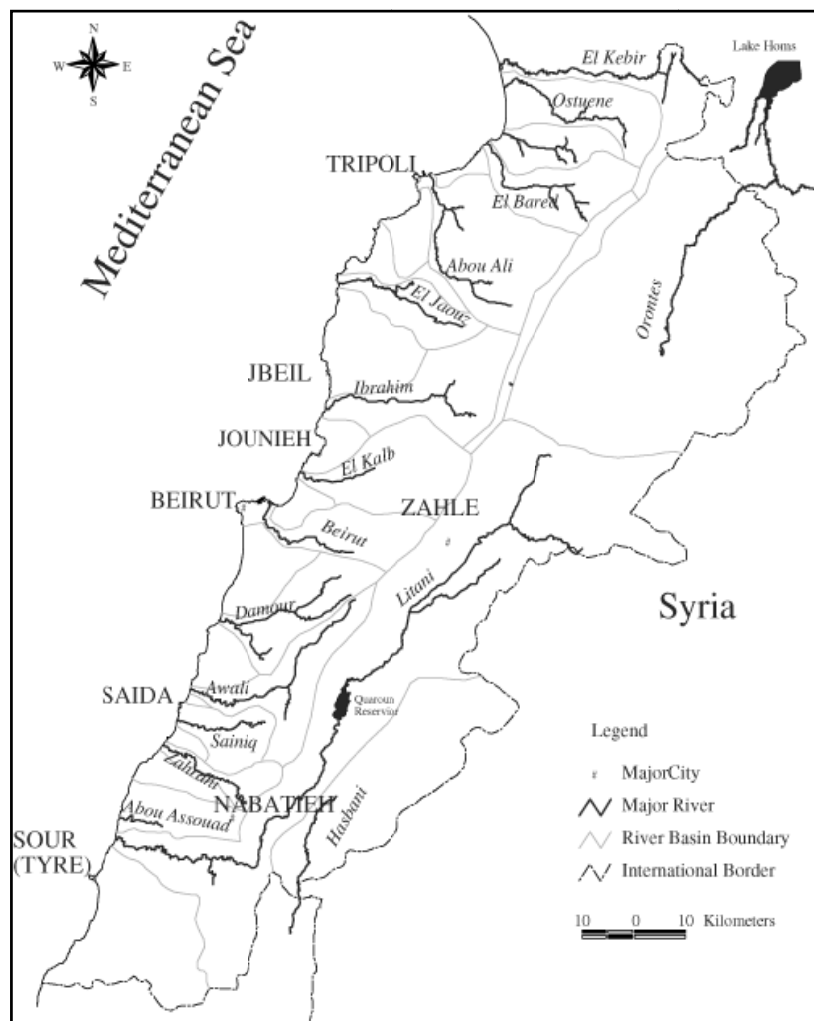 N
W E
S
Mediterranean Sea
Lake Homs
El Kebir
Ostuene
TRIPOLI
El Bared
Abou Ali
El Jaouz
Orontes
JBEIL
Ibrahim
JOUNIEH
El Kalb
BEIRUT
ZAHLE
Beirut
Litani
Damour
Syria
SAIDA
Awali
Quaroun
Reservior
Sainiq
Zahrani
NABATIEH
Hasbani
Abou Assouad
SOUR
(TYRE)
Legend
MajorCity
Major River
River Basin Boundary
International Border
10 0 10 Kilometers